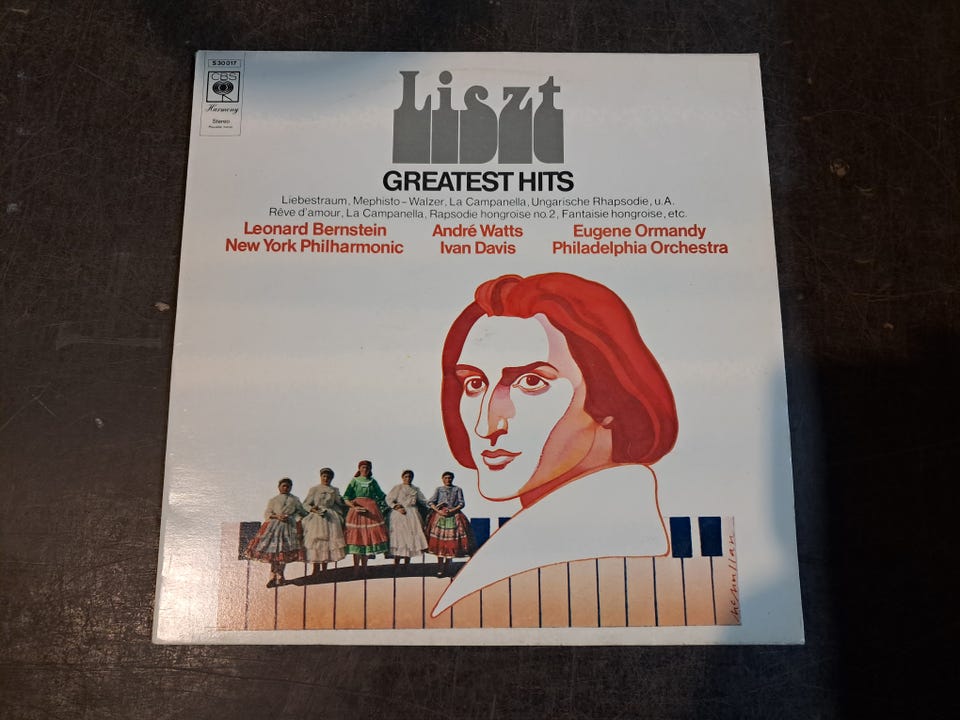 S 30 017
CBS
Harmony
Stereo
Liszt
GREATEST HITS
Liebestraum, Mephisto-Walzer, La Campanella, Ungarische Rhapsodie, u.A.
Rêve d'amour, La Campanella, Rapsodie hongroise no.2, Fantaisie hongroise, etc.
Leonard Bernstein André Watts Eugene Ormandy
New York Philharmonic Ivan Davis Philadelphia Orchestra